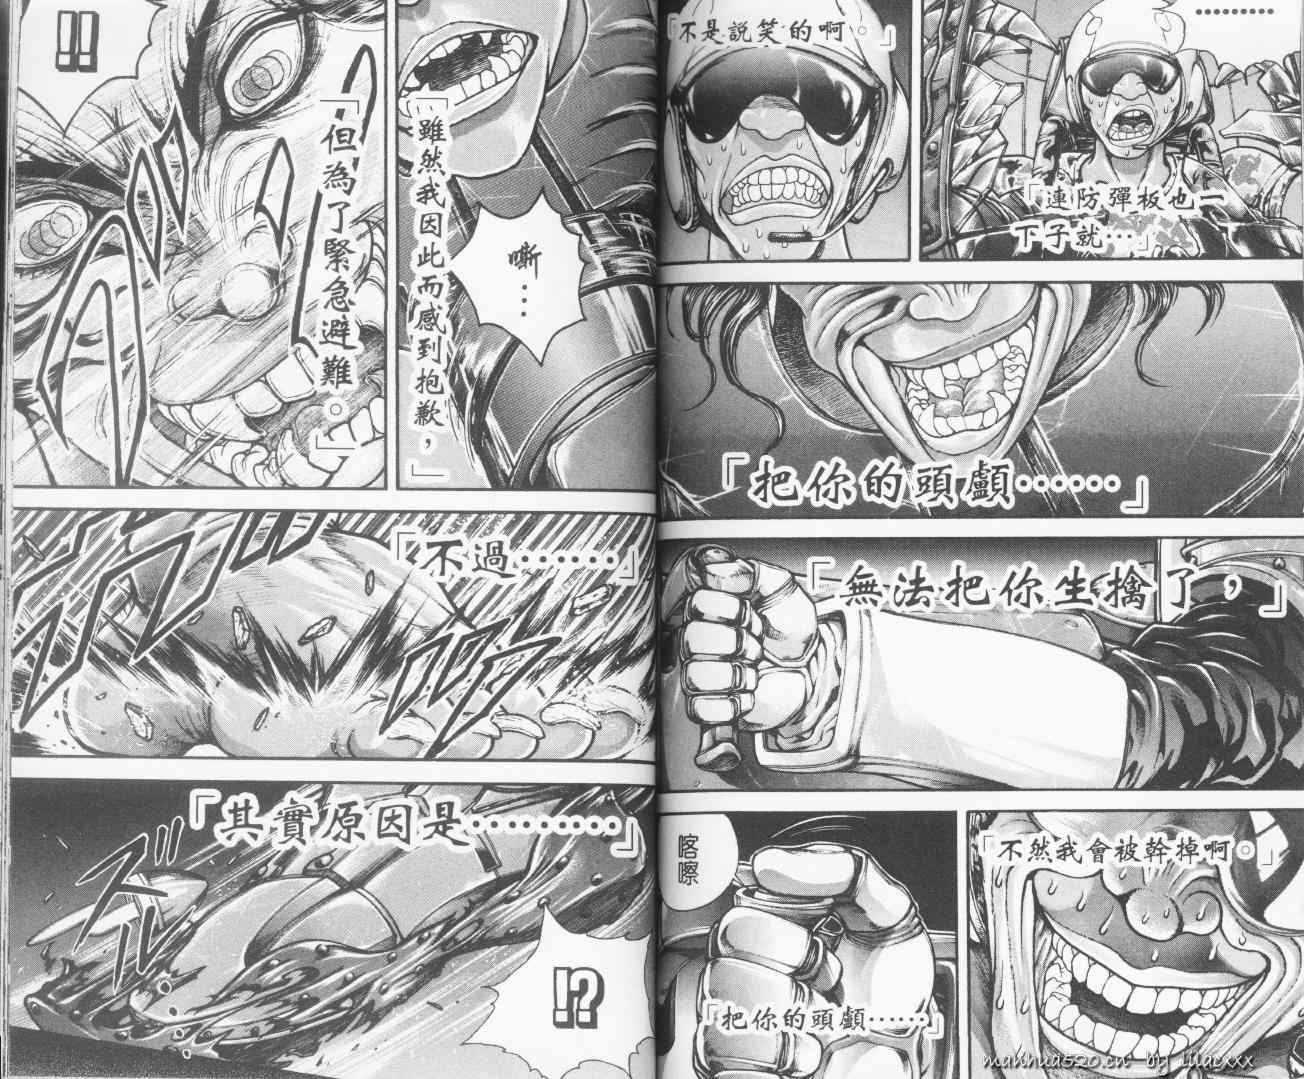 …………
「連防彈板也一
下子就…」
「不是說笑的啊。」
「把你的頭顱……」
「無法把你生擒了，」
「不然我會被幹掉啊。」
喀嚓
「把你的頭顱……」
「雖然我因此而感到抱歉，」
嘶…
「但為了緊急避難。」
!!
「不過……」
「其實原因是………」
!?
manhua520.cn by lilacxxx